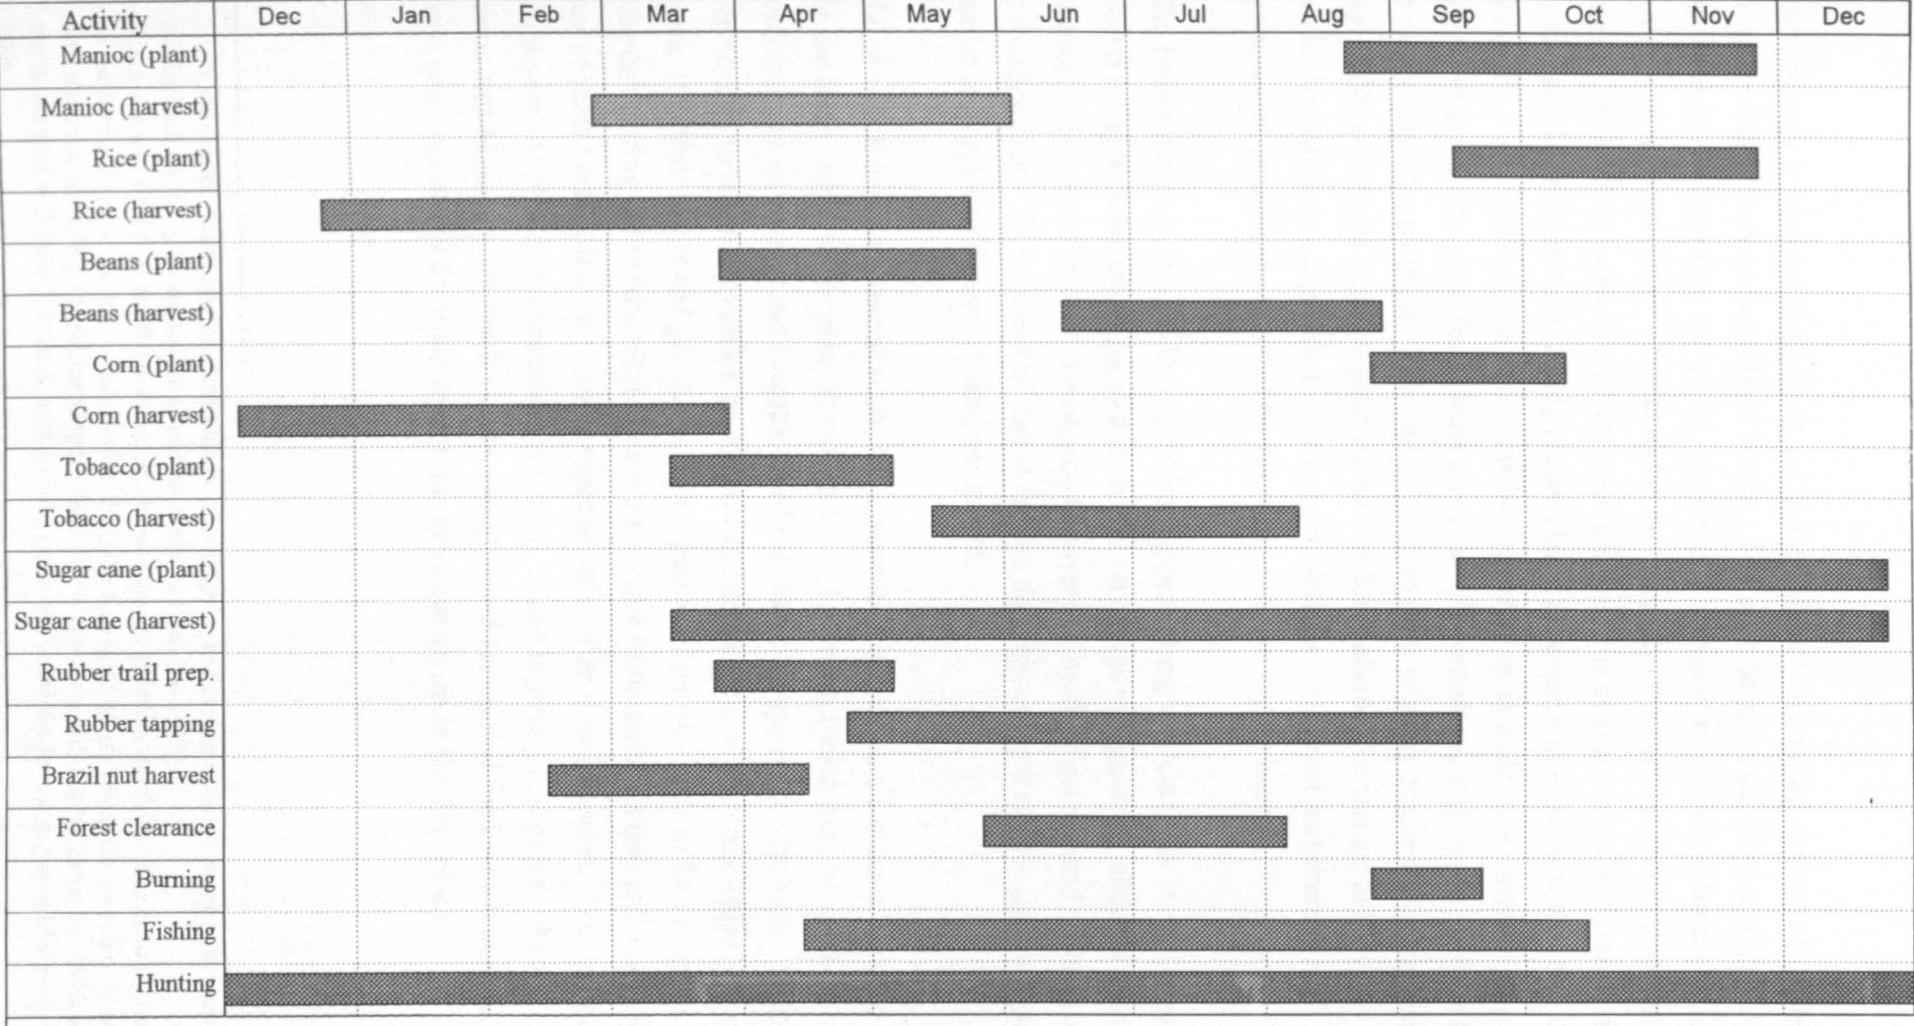 Activity Dec Jan Feb Mar Apr May Jun Jul Aug Sep Oct Nov Dec
Manioc (plant)
Manioc (harvest)
Rice (plant)
Rice (harvest)
Beans (plant)
Beans (harvest)
Corn (plant)
Corn (harvest)
Tobacco (plant)
Tobacco (harvest)
Sugar cane (plant)
Sugar cane (harvest)
Rubber trail prep.
Rubber tapping
Brazil nut harvest
Forest clearance
Burning
Fishing
Hunting